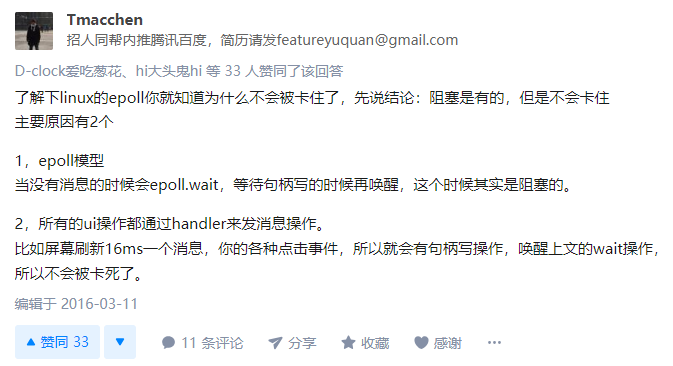 Tmacchen
招人同帮内推腾讯百度，简历请发featureyuquan@gmail.com
D-clock爱吃葱花、hi大头鬼hi 等 33 人赞同了该回答
了解下linux的epoll你就知道为什么不会被卡住了，先说结论：阻塞是有的，但是不会卡住
主要原因有2个
1，epoll模型
当没有消息的时候会epoll.wait，等待句柄写的时候再唤醒，这个时候其实是阻塞的。
2，所有的ui操作都通过handler来发消息操作。
比如屏幕刷新16ms一个消息，你的各种点击事件，所以就会有句柄写操作，唤醒上文的wait操作，
所以不会被卡死了。
编辑于 2016-03-11
赞同 33 11 条评论 分享 收藏 感谢